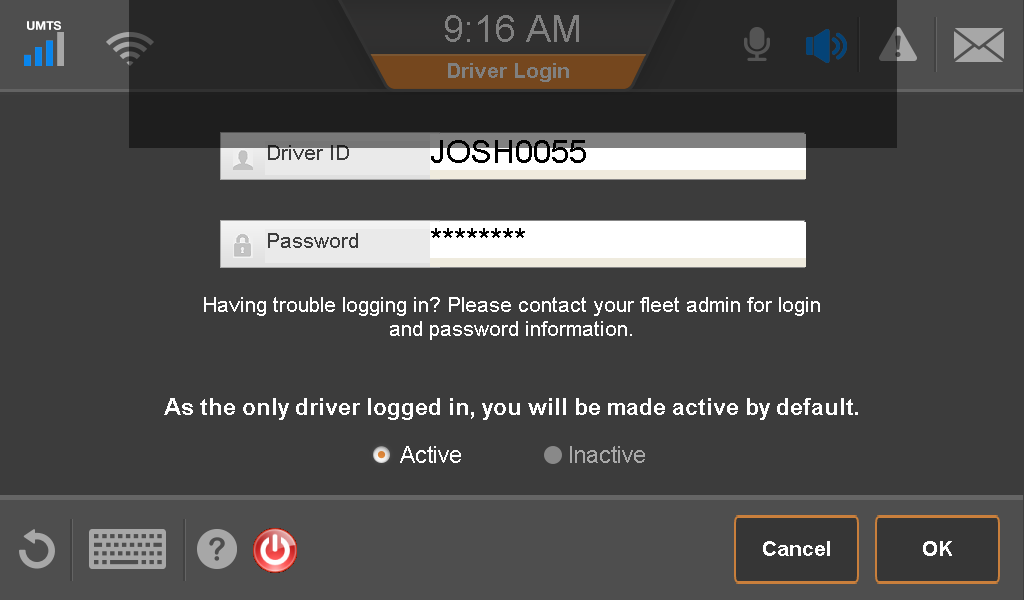 UMTS
9:16 AM
Driver Login
Driver ID
JOSH0055
Password
********
Having trouble logging in? Please contact your fleet admin for login
and password information.
As the only driver logged in, you will be made active by default.
Active
Inactive
?
Cancel
OK